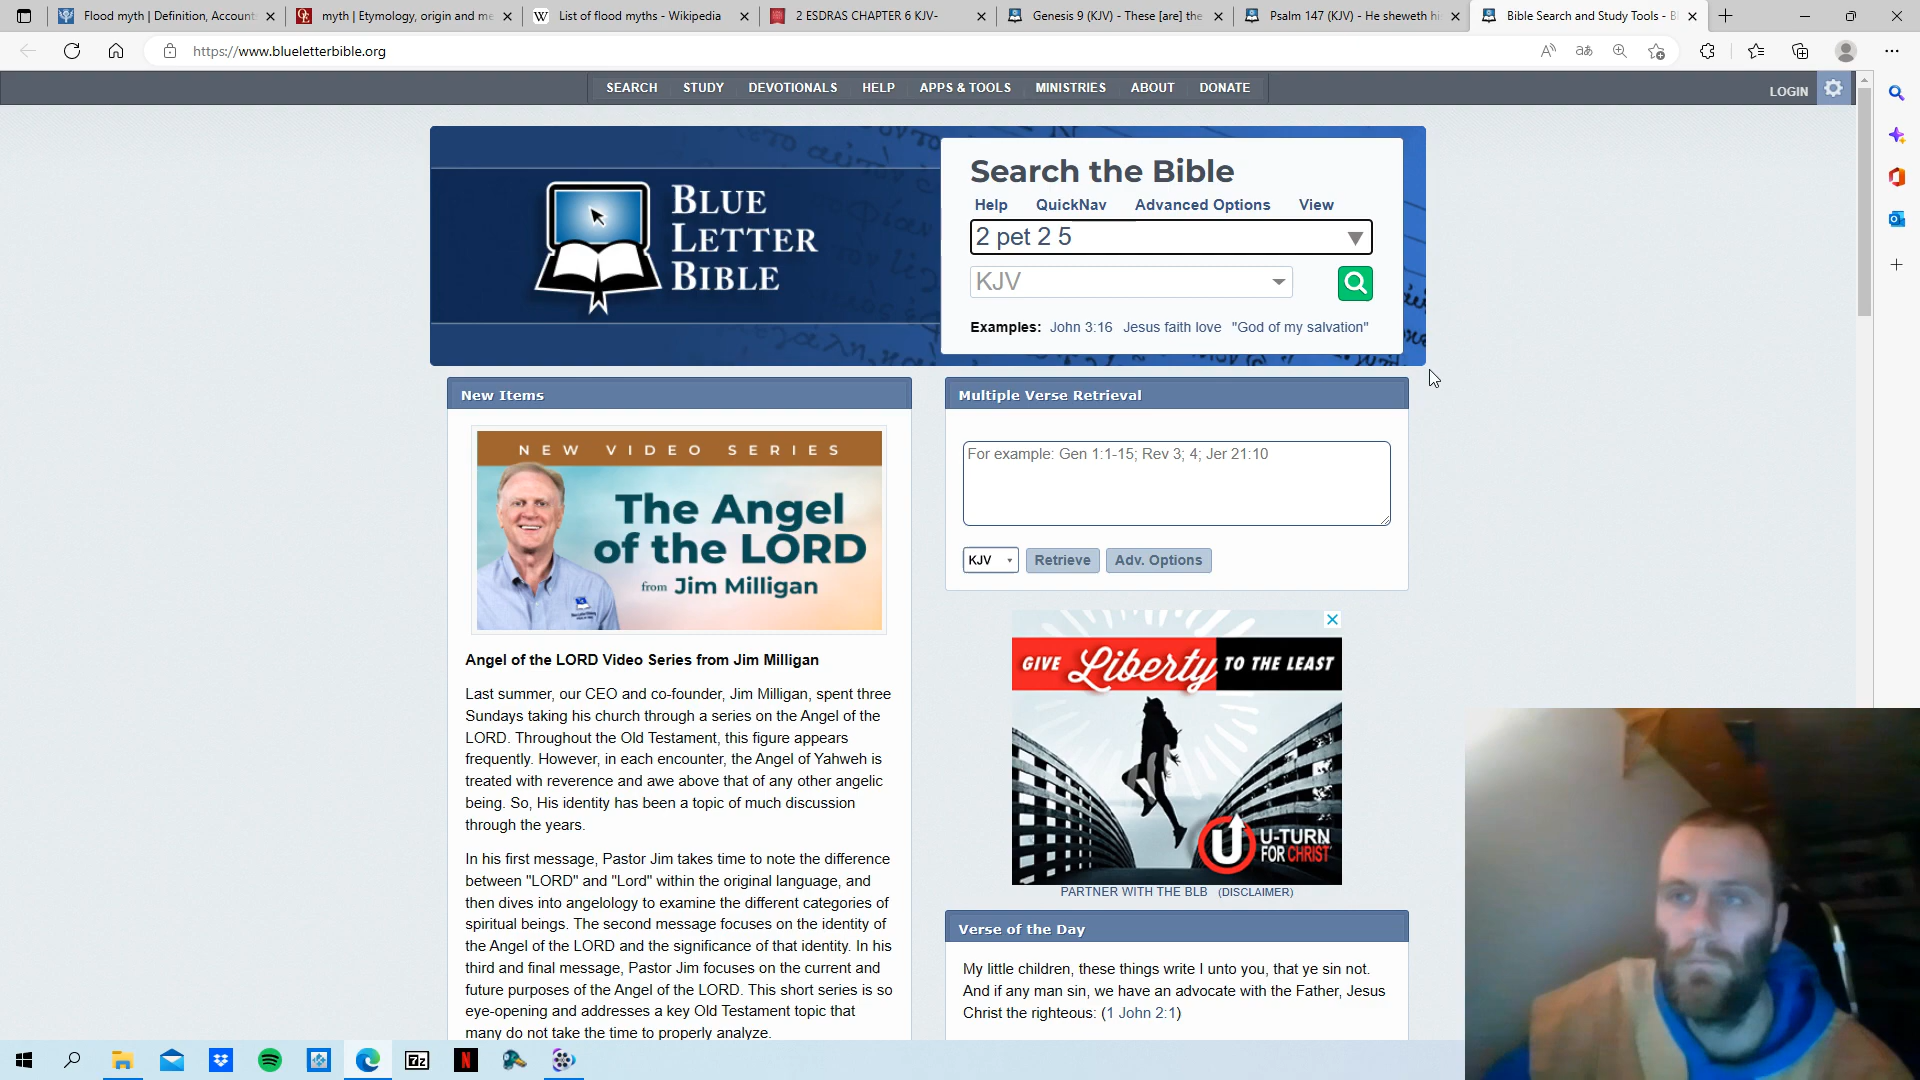 Flood myth | Definition, Account
myth | Etymology, origin and me
List of flood myths - Wikipedia
2 ESDRAS CHAPTER 6 KJV-
Genesis 9 (KJV) - These [are] the
Psalm 147 (KJV) - He sheweth hi
Bible Search and Study Tools - B
https://www.blueletterbible.org
SEARCH STUDY DEVOTIONALS HELP APPS & TOOLS MINISTRIES ABOUT DONATE
LOGIN
BLUE
LETTER
BIBLE
Search the Bible
Help QuickNav Advanced Options View
2 pet 2 5
KJV
Examples: John 3:16 Jesus faith love "God of my salvation"
New Items
NEW VIDEO SERIES
The Angel
of the LORD
from Jim Milligan
Angel of the LORD Video Series from Jim Milligan
Last summer, our CEO and co-founder, Jim Milligan, spent three
Sundays taking his church through a series on the Angel of the
LORD. Throughout the Old Testament, this figure appears
frequently. However, in each encounter, the Angel of Yahweh is
treated with reverence and awe above that of any other angelic
being. So, His identity has been a topic of much discussion
through the years.
In his first message, Pastor Jim takes time to note the difference
between "LORD" and "Lord" within the original language, and
then dives into angelology to examine the different categories of
spiritual beings. The second message focuses on the identity of
the Angel of the LORD and the significance of that identity. In his
third and final message, Pastor Jim focuses on the current and
future purposes of the Angel of the LORD. This short series is so
eye-opening and addresses a key Old Testament topic that
many do not take the time to properly analyze.
Multiple Verse Retrieval
For example: Gen 1:1-15; Rev 3; 4; Jer 21:10
KJV Retrieve Adv. Options
GIVE Liberty TO THE LEAST
U-TURN
FOR CHRIST
PARTNER WITH THE BLB (DISCLAIMER)
Verse of the Day
My little children, these things write I unto you, that ye sin not.
And if any man sin, we have an advocate with the Father, Jesus
Christ the righteous: (1 John 2:1)